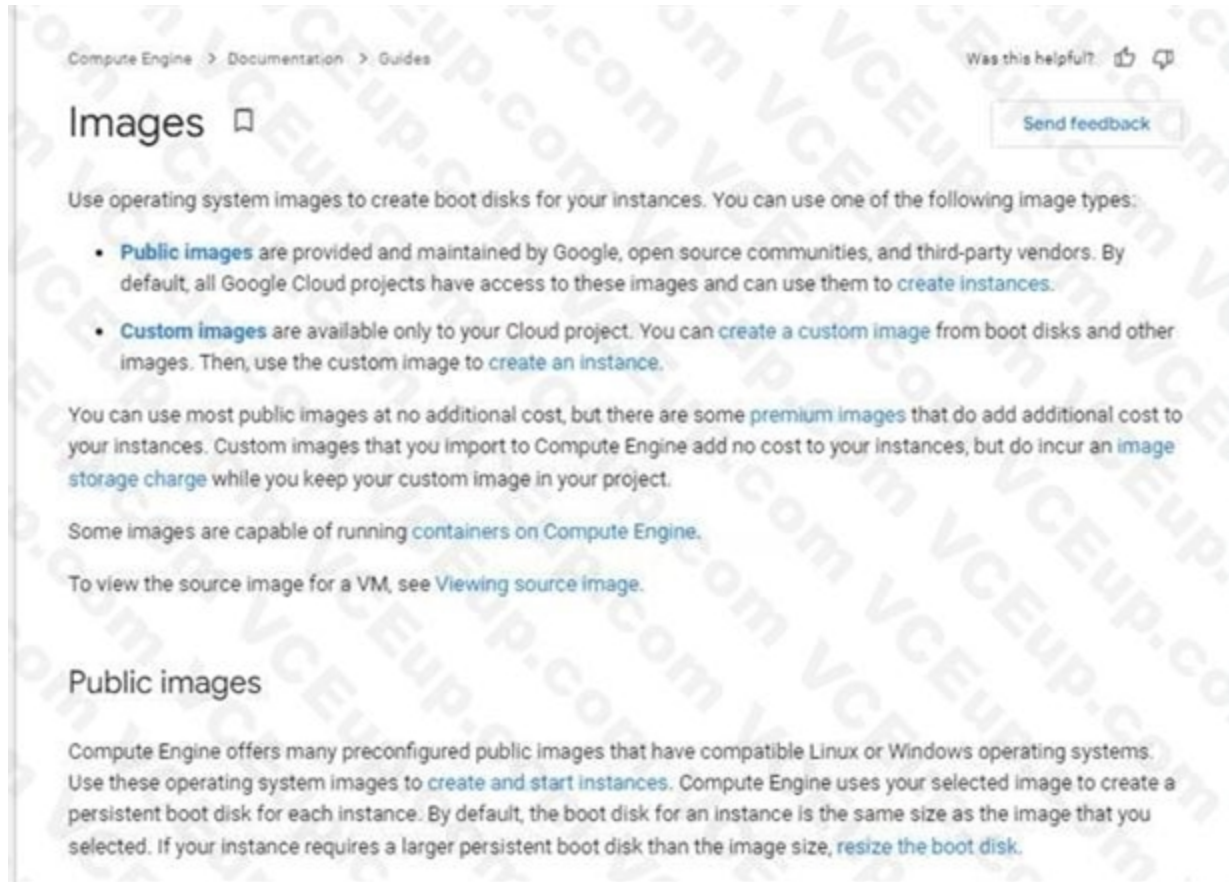 Compute Engine > Documentation > Guides
Was this helpful?
Images
Send feedback
Use operating system images to create boot disks for your instances. You can use one of the following image types:
• Public images are provided and maintained by Google, open source communities, and third-party vendors. By
default, all Google Cloud projects have access to these images and can use them to create instances.
• Custom images are available only to your Cloud project. You can create a custom image from boot disks and other
images. Then, use the custom image to create an instance.
You can use most public images at no additional cost, but there are some premium images that do add additional cost to
your instances. Custom images that you import to Compute Engine add no cost to your instances, but do incur an image
storage charge while you keep your custom image in your project.
Some images are capable of running containers on Compute Engine.
To view the source image for a VM, see Viewing source image.
Public images
Compute Engine offers many preconfigured public images that have compatible Linux or Windows operating systems.
Use these operating system images to create and start instances. Compute Engine uses your selected image to create a
persistent boot disk for each instance. By default, the boot disk for an instance is the same size as the image that you
selected. If your instance requires a larger persistent boot disk than the image size, resize the boot disk.
VCEup.com